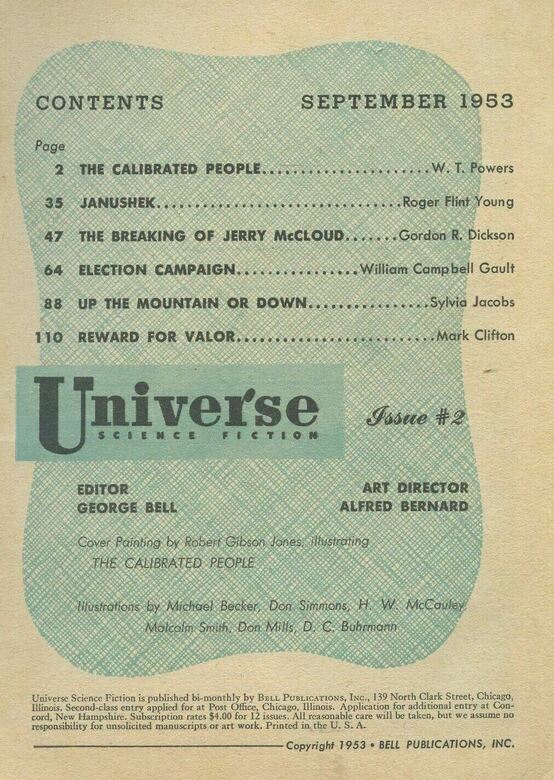 CONTENTS SEPTEMBER 1953
Page
2 THE CALIBRATED PEOPLE.......................W. T. Powers
35 JANUSHEK.................................Roger Flint Young
47 THE BREAKING OF JERRY McCLOUD.......Gordon R. Dickson
64 ELECTION CAMPAIGN................William Campbell Gault
88 UP THE MOUNTAIN OR DOWN................Sylvia Jacobs
110 REWARD FOR VALOR..........................Mark Clifton
Universe
SCIENCE FICTION
Issue #2
EDITOR ART DIRECTOR
GEORGE BELL ALFRED BERNARD
Cover Painting by Robert Gibson Jones, illustrating
THE CALIBRATED PEOPLE
Illustrations by Michael Becker, Don Simmons, H. W. McCauley,
Malcolm Smith, Don Mills, D. C. Buhrmann
Universe Science Fiction is published bi-monthly by BELL PUBLICATIONS, INC., 139 North Clark Street, Chicago,
Illinois. Second-class entry applied for at Post Office, Chicago, Illinois. Application for additional entry at Con-
cord, New Hampshire. Subscription rates $4.00 for 12 issues. All reasonable care will be taken, but we assume no
responsibility for unsolicited manuscripts or art work. Printed in the U. S. A.
Copyright 1953 • BELL PUBLICATIONS, INC.